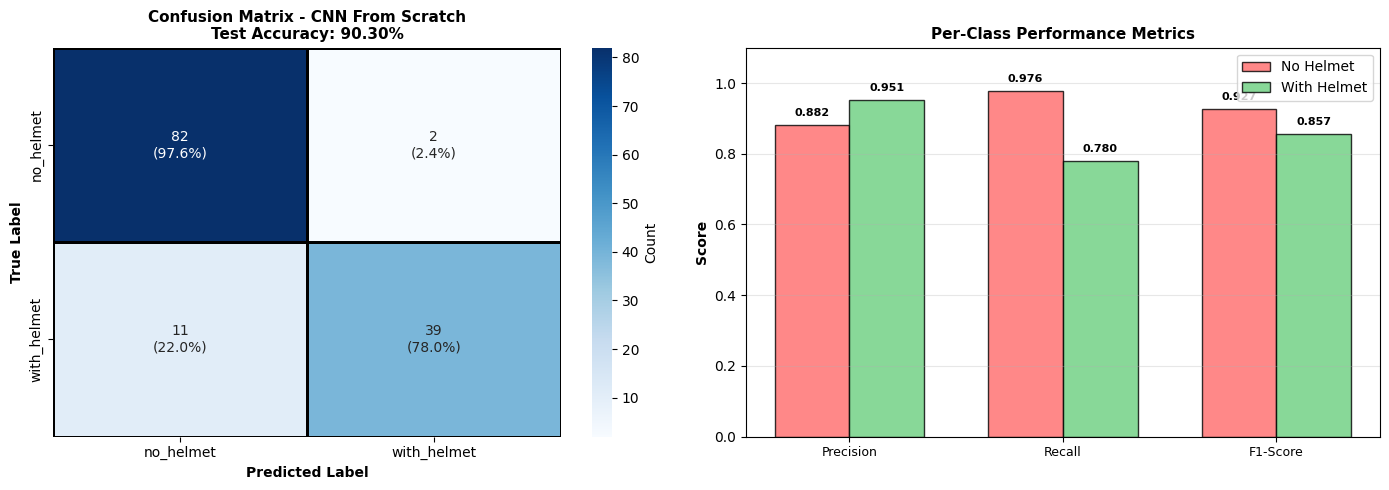 Confusion Matrix - CNN From Scratch
Test Accuracy: 90.30%
True Label
no_helmet
with_helmet
82
(97.6%)
2
(2.4%)
11
(22.0%)
39
(78.0%)
no_helmet
with_helmet
Predicted Label
80
70
60
50
40
30
20
10
Count
Per-Class Performance Metrics
Score
1.0
0.8
0.6
0.4
0.2
0.0
No Helmet
With Helmet
0.882
0.951
0.976
0.780
0.927
0.857
Precision
Recall
F1-Score